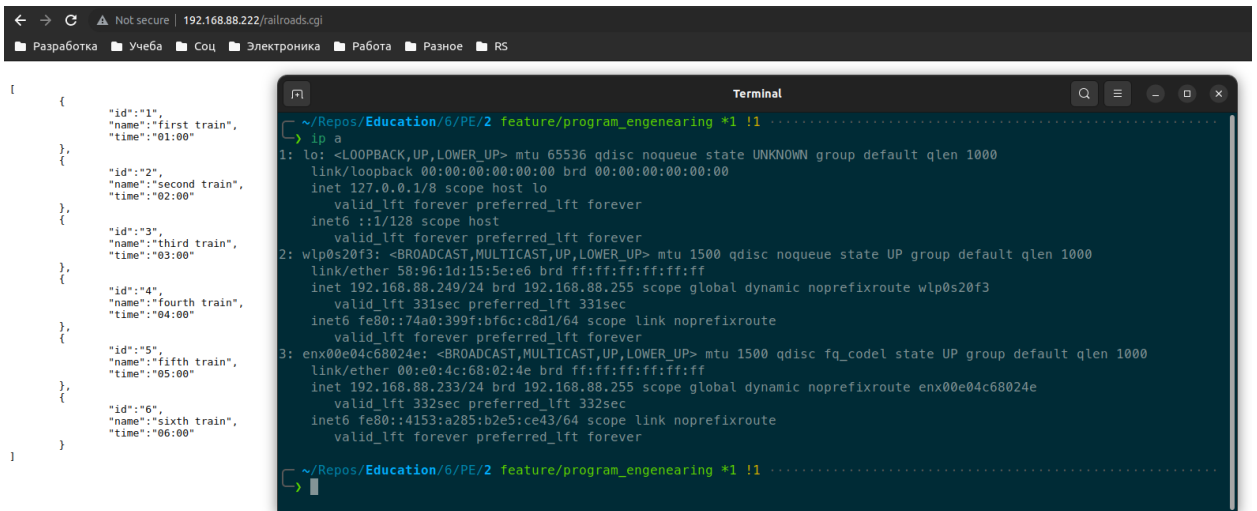 Not secure | 192.168.88.222/railroads.cgi
Разработка Учеба Соц Электроника Работа Разное RS
[
{
"id":"1",
"name":"first train",
"time":"01:00"
},
{
"id":"2",
"name":"second train",
"time":"02:00"
},
{
"id":"3",
"name":"third train",
"time":"03:00"
},
{
"id":"4",
"name":"fourth train",
"time":"04:00"
},
{
"id":"5",
"name":"fifth train",
"time":"05:00"
},
{
"id":"6",
"name":"sixth train",
"time":"06:00"
}
]
Terminal
~/Repos/Education/6/PE/2 feature/program_engenearing *1 !1
❯ ip a
1: lo: <LOOPBACK,UP,LOWER_UP> mtu 65536 qdisc noqueue state UNKNOWN group default qlen 1000
link/loopback 00:00:00:00:00:00 brd 00:00:00:00:00:00
inet 127.0.0.1/8 scope host lo
valid_lft forever preferred_lft forever
inet6 ::1/128 scope host
valid_lft forever preferred_lft forever
2: wlp0s20f3: <BROADCAST,MULTICAST,UP,LOWER_UP> mtu 1500 qdisc noqueue state UP group default qlen 1000
link/ether 58:96:1d:15:5e:e6 brd ff:ff:ff:ff:ff:ff
inet 192.168.88.249/24 brd 192.168.88.255 scope global dynamic noprefixroute wlp0s20f3
valid_lft 331sec preferred_lft 331sec
inet6 fe80::74a0:399f:bf6c:c8d1/64 scope link noprefixroute
valid_lft forever preferred_lft forever
3: enx00e04c68024e: <BROADCAST,MULTICAST,UP,LOWER_UP> mtu 1500 qdisc fq_codel state UP group default qlen 1000
link/ether 00:e0:4c:68:02:4e brd ff:ff:ff:ff:ff:ff
inet 192.168.88.233/24 brd 192.168.88.255 scope global dynamic noprefixroute enx00e04c68024e
valid_lft 332sec preferred_lft 332sec
inet6 fe80::4153:a285:b2e5:ce43/64 scope link noprefixroute
valid_lft forever preferred_lft forever
~/Repos/Education/6/PE/2 feature/program_engenearing *1 !1
❯